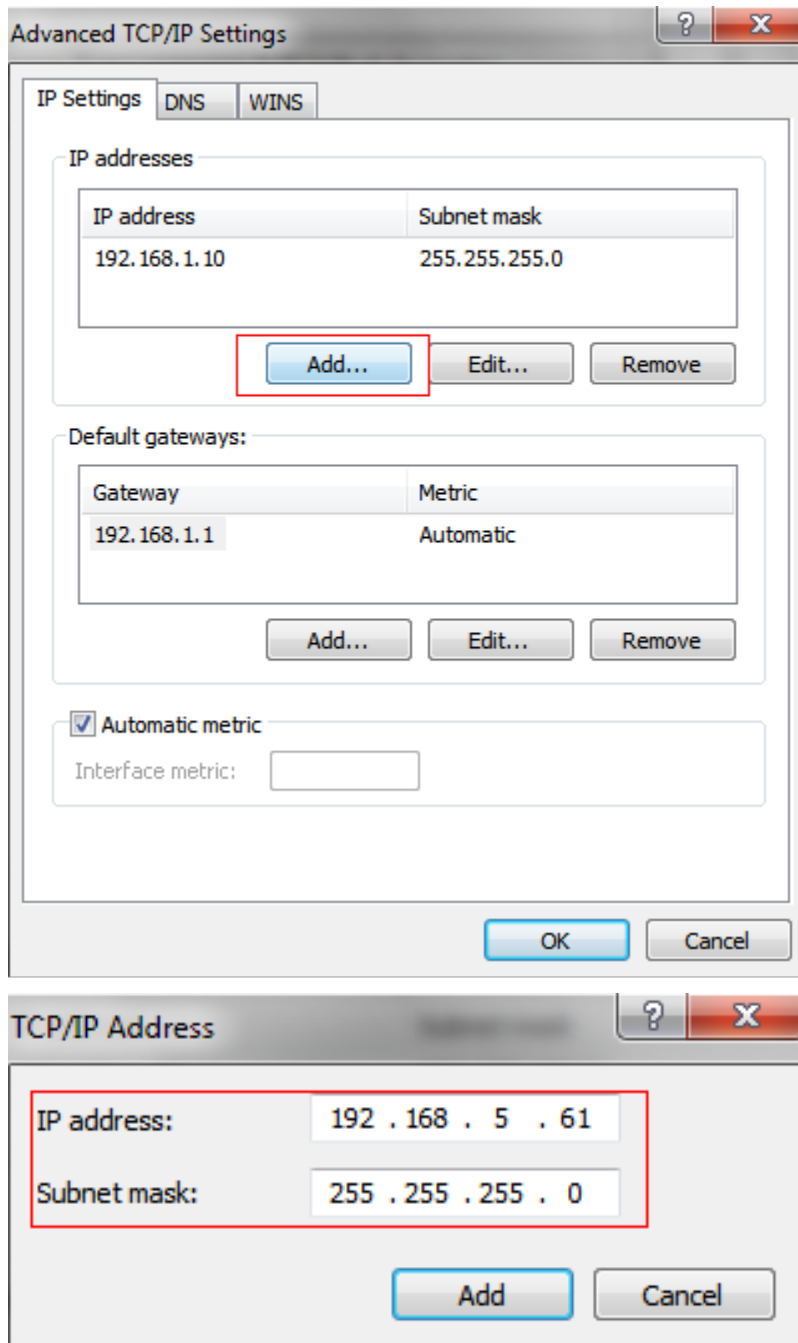 Advanced TCP/IP Settings
IP Settings DNS WINS
IP addresses
IP address Subnet mask
192.168.1.10 255.255.255.0
Add... Edit... Remove
Default gateways:
Gateway Metric
192.168.1.1 Automatic
Add... Edit... Remove
Automatic metric
Interface metric:
OK Cancel
TCP/IP Address
IP address: 192 . 168 . 5 . 61
Subnet mask: 255 . 255 . 255 . 0
Add Cancel